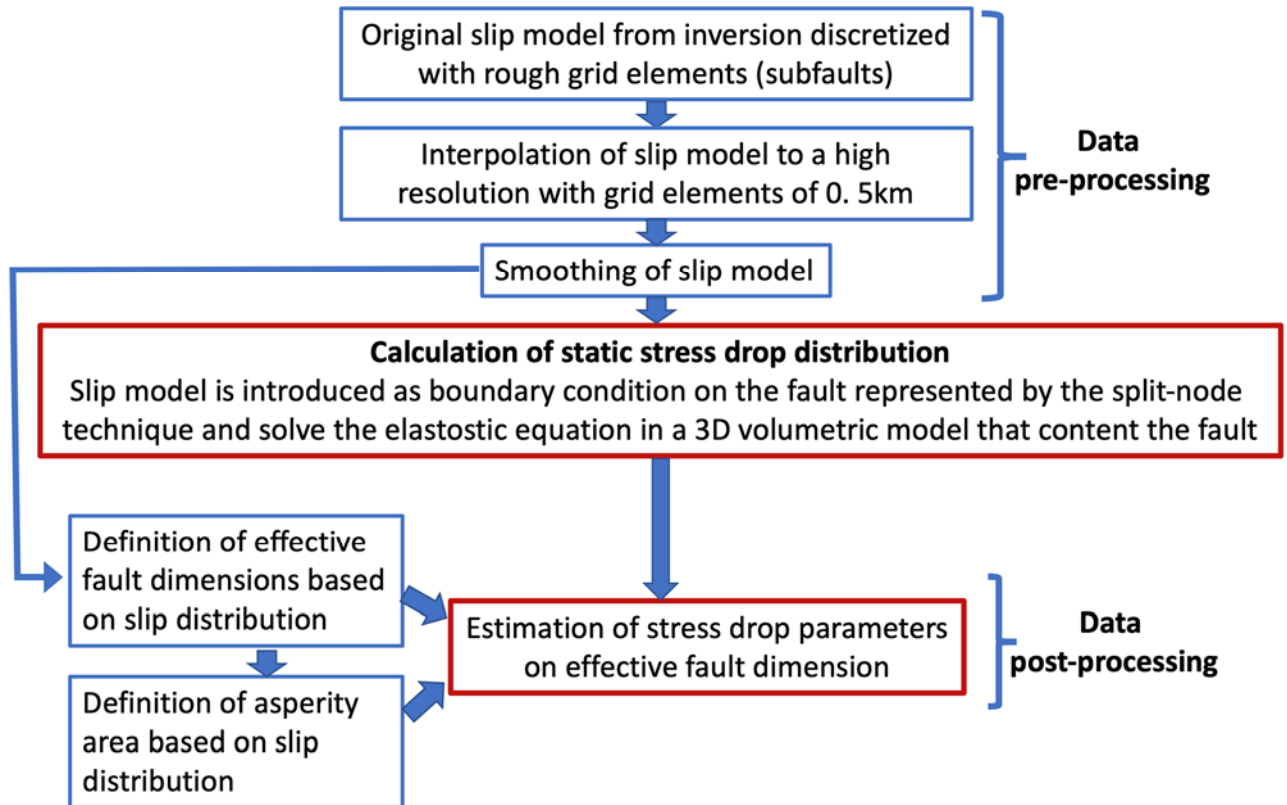 Original slip model from inversion discretized
with rough grid elements (subfaults)
Interpolation of slip model to a high
resolution with grid elements of 0. 5km
Data
pre-processing
Smoothing of slip model
Calculation of static stress drop distribution
Slip model is introduced as boundary condition on the fault represented by the split-node
technique and solve the elastostic equation in a 3D volumetric model that content the fault
Definition of effective
fault dimensions based
on slip distribution
Estimation of stress drop parameters
on effective fault dimension
Data
post-processing
Definition of asperity
area based on slip
distribution